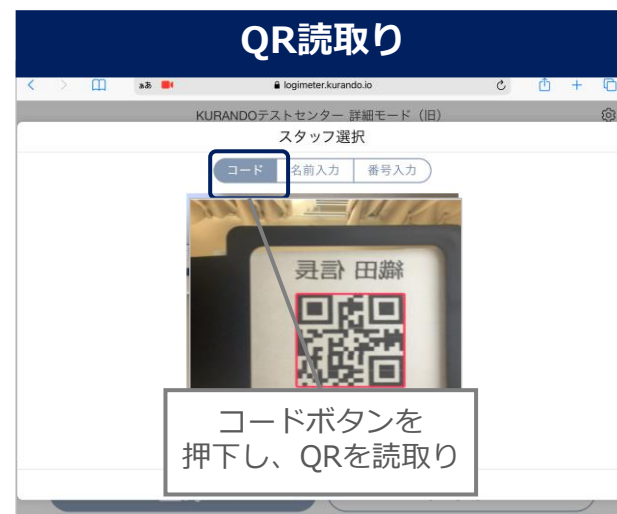 QR読取り
ぁあ
logimeter.kurando.io
KURANDOテストセンター 詳細モード（旧）
スタッフ選択
コード 名前入力 番号入力
織田 信長
コードボタンを
押下し、QRを読取り